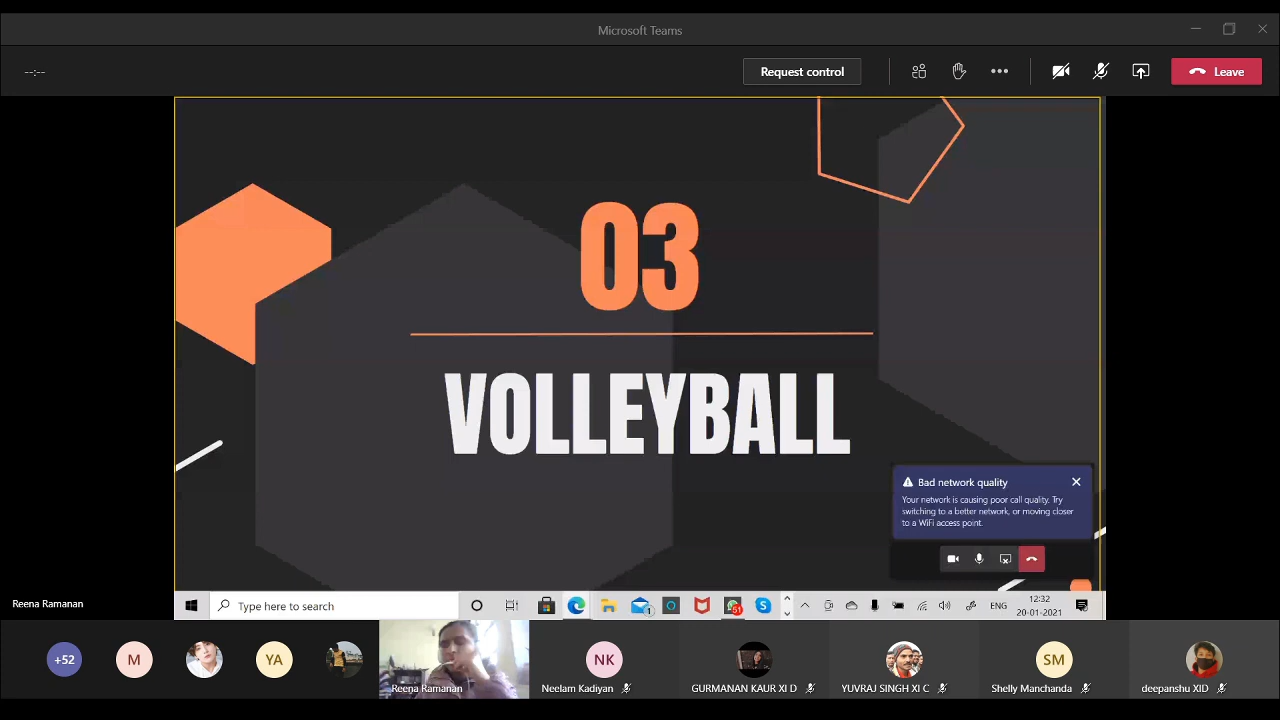 Microsoft Teams
--:--
Request control
Leave
03
VOLLEYBALL
Bad network quality
Your network is causing poor call quality. Try
switching to a better network, or moving closer
to a WiFi access point.
Reena Ramanan
Type here to search
1
51
ENG
12:32
20-01-2021
+52
M
YA
Reena Ramanan
NK
Neelam Kadiyan
GURMANAN KAUR XI D
YUVRAJ SINGH XI C
SM
Shelly Manchanda
deepanshu XID